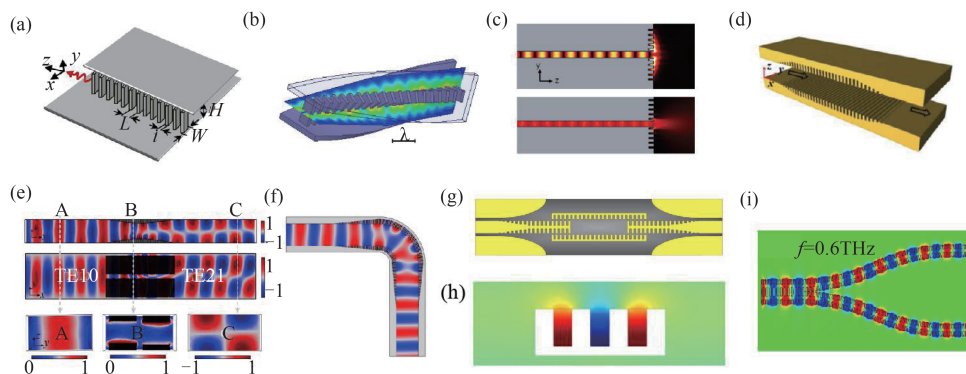 (a)
z
y
x
H
L
l
W
(b)
λ
(c)
Y
z
(d)
(e)
A B C
1
−1
TE10 TE21
1
−1
A B C
y
0 1 0 1 −1 1
(f)
(g)
(h)
(i)
f=0.6THz